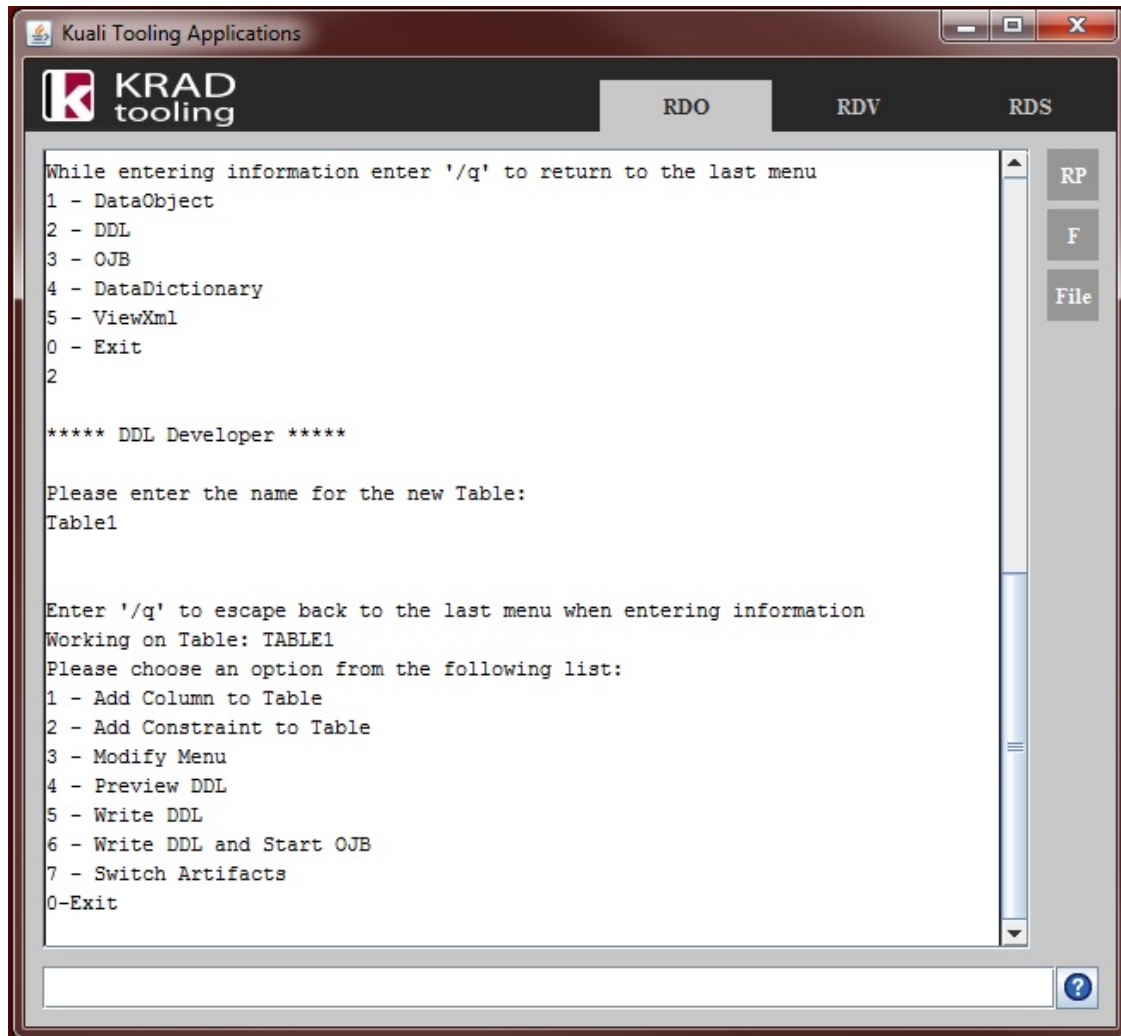 Kuali Tooling Applications
KRAD
tooling
RDO
RDV
RDS
While entering information enter '/q' to return to the last menu
1 - DataObject
2 - DDL
3 - OJB
4 - DataDictionary
5 - ViewXml
0 - Exit
2
***** DDL Developer *****
Please enter the name for the new Table:
Table1
Enter '/q' to escape back to the last menu when entering information
Working on Table: TABLE1
Please choose an option from the following list:
1 - Add Column to Table
2 - Add Constraint to Table
3 - Modify Menu
4 - Preview DDL
5 - Write DDL
6 - Write DDL and Start OJB
7 - Switch Artifacts
0-Exit
RP
F
File
?